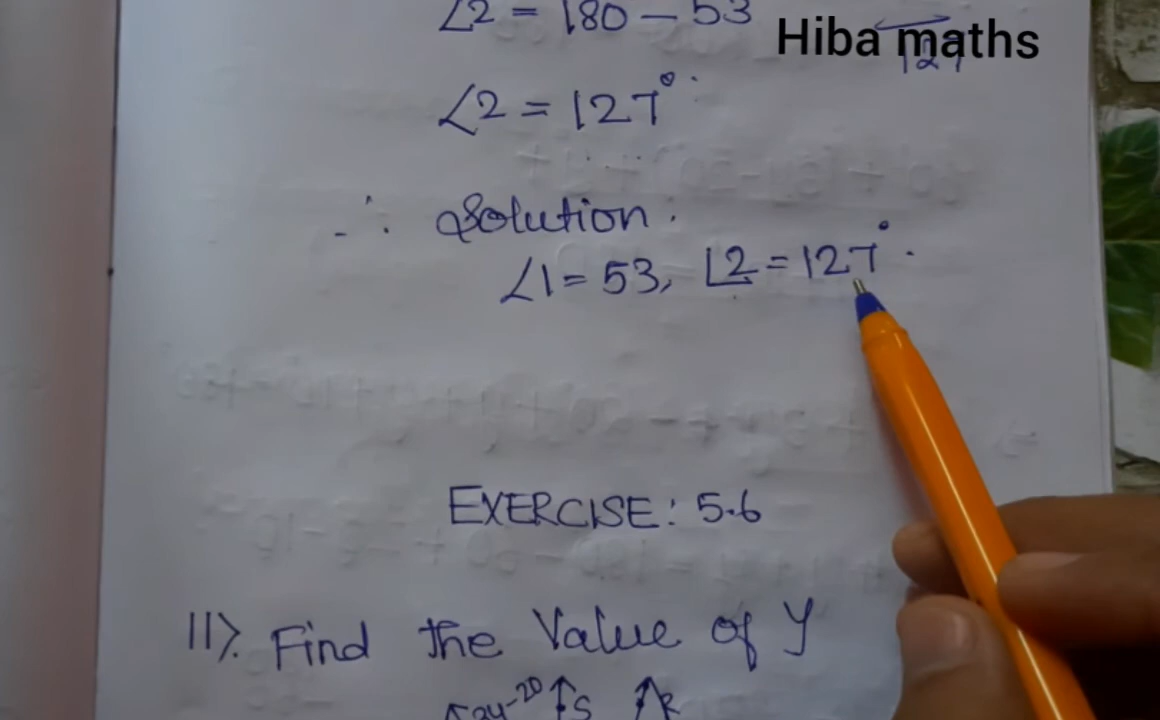 ∠2 = 180 - 53
Hiba maths
127
∠2 = 127°
∴ Solution.
∠1 = 53, ∠2 = 127°.
EXERCISE: 5.6
11). Find the Value of y
S R